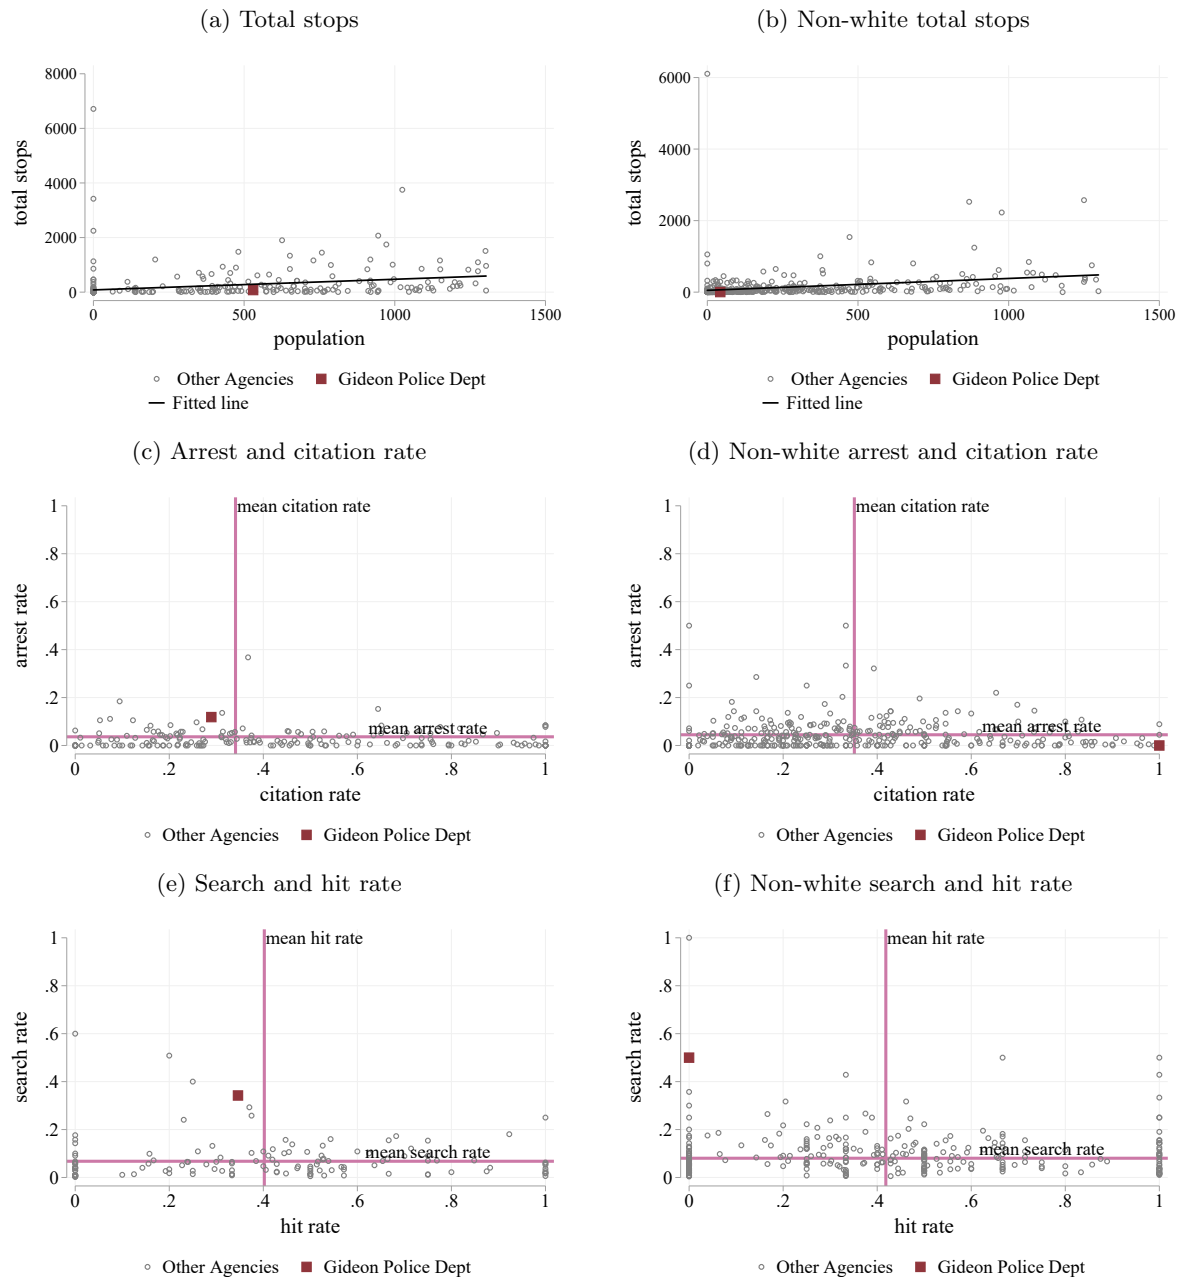 (a) Total stops
total stops
8000
6000
4000
2000
0
0 500 1000 1500
population
Other Agencies Gideon Police Dept
Fitted line
(b) Non-white total stops
total stops
6000
4000
2000
0
0 500 1000 1500
population
Other Agencies Gideon Police Dept
Fitted line
(c) Arrest and citation rate
arrest rate
1
.8
.6
.4
.2
0
mean citation rate
mean arrest rate
0 .2 .4 .6 .8 1
citation rate
Other Agencies Gideon Police Dept
(d) Non-white arrest and citation rate
arrest rate
1
.8
.6
.4
.2
0
mean citation rate
mean arrest rate
0 .2 .4 .6 .8 1
citation rate
Other Agencies Gideon Police Dept
(e) Search and hit rate
search rate
1
.8
.6
.4
.2
0
mean hit rate
mean search rate
0 .2 .4 .6 .8 1
hit rate
Other Agencies Gideon Police Dept
(f) Non-white search and hit rate
search rate
1
.8
.6
.4
.2
0
mean hit rate
mean search rate
0 .2 .4 .6 .8 1
hit rate
Other Agencies Gideon Police Dept